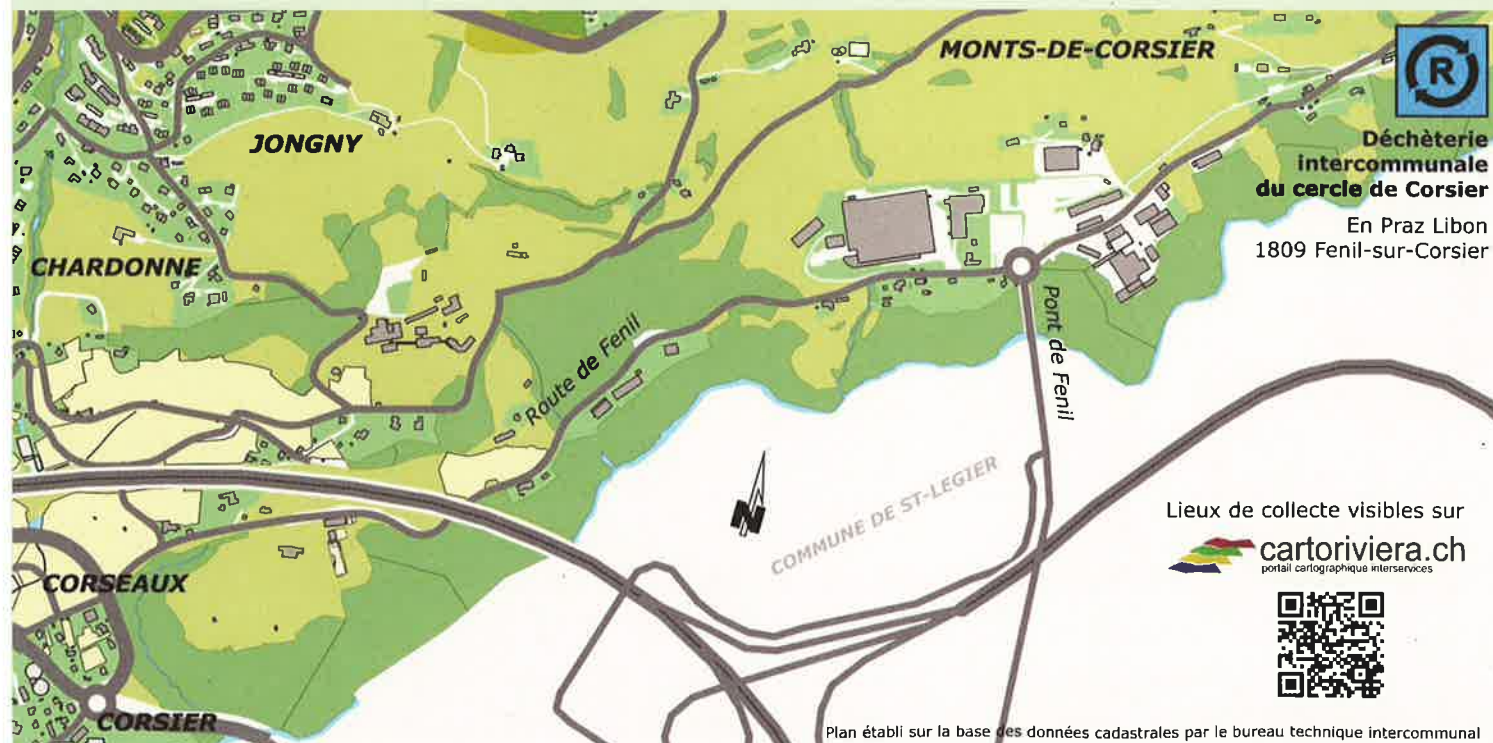 MONTS-DE-CORSIER
R
JONGNY
Déchèterie
intercommunale
du cercle de Corsier
En Praz Libon
1809 Fenil-sur-Corsier
CHARDONNE
Route de Fenil
Pont de Fenil
N
COMMUNE DE ST-LEGIER
Lieux de collecte visibles sur
cartoriviera.ch
portail cartographique interservices
CORSEAUX
CORSIER
Plan établi sur la base des données cadastrales par le bureau technique intercommunal